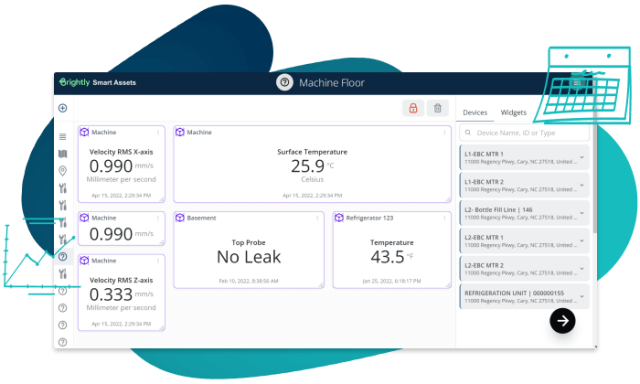 Brightly Smart Assets
Machine Floor
Devices Widgets
Device Name, ID or Type
Machine
Velocity RMS X-axis
0.990 mm/s
Millimeter per second
Apr 15, 2022, 2:29:34 PM
Machine
Surface Temperature
25.9 °C
Celsius
Apr 15, 2022, 2:29:34 PM
Machine
0.990 mm/s
Basement
Top Probe
No Leak
Feb 10, 2022, 8:38:56 AM
Refrigerator 123
Temperature
43.5 °F
Jan 25, 2022, 6:18:17 PM
Machine
Velocity RMS Z-axis
0.333 mm/s
Millimeter per second
Apr 15, 2022, 2:29:34 PM
L1-EBC MTR 1
11000 Regency Pkwy, Cary, NC 27518, United ...
L1-EBC MTR 2
11000 Regency Pkwy, Cary, NC 27518, United ...
L2- Bottle Fill Line | 146
11000 Regency Pkwy, Cary, NC 27518, United ...
L2-EBC MTR 1
11000 Regency Pkwy, Cary, NC 27518, United ...
L2-EBC MTR 2
11000 Regency Pkwy, Cary, NC 27518, United ...
REFRIGERATION UNIT | 000000155
11000 Regency Pkwy, Cary, NC 27518, United ...